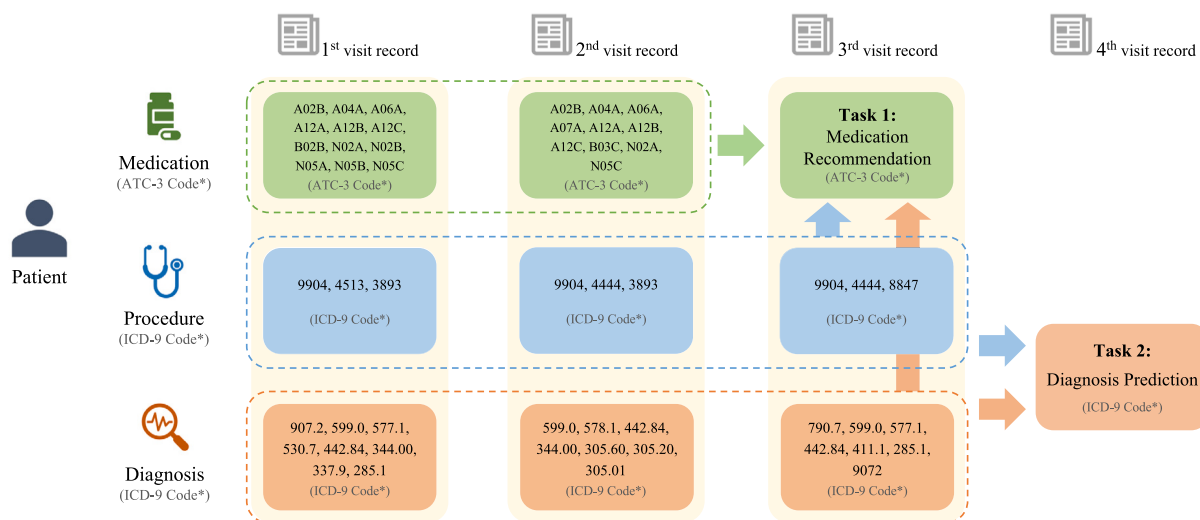 1st visit record
2nd visit record
3rd visit record
4th visit record
Patient
Medication
(ATC-3 Code*)
A02B, A04A, A06A,
A12A, A12B, A12C,
B02B, N02A, N02B,
N05A, N05B, N05C
(ATC-3 Code*)
A02B, A04A, A06A,
A07A, A12A, A12B,
A12C, B03C, N02A,
N05C
(ATC-3 Code*)
Task 1:
Medication
Recommendation
(ATC-3 Code*)
Procedure
(ICD-9 Code*)
9904, 4513, 3893
(ICD-9 Code*)
9904, 4444, 3893
(ICD-9 Code*)
9904, 4444, 8847
(ICD-9 Code*)
Task 2:
Diagnosis Prediction
(ICD-9 Code*)
Diagnosis
(ICD-9 Code*)
907.2, 599.0, 577.1,
530.7, 442.84, 344.00,
337.9, 285.1
(ICD-9 Code*)
599.0, 578.1, 442.84,
344.00, 305.60, 305.20,
305.01
(ICD-9 Code*)
790.7, 599.0, 577.1,
442.84, 411.1, 285.1,
9072
(ICD-9 Code*)